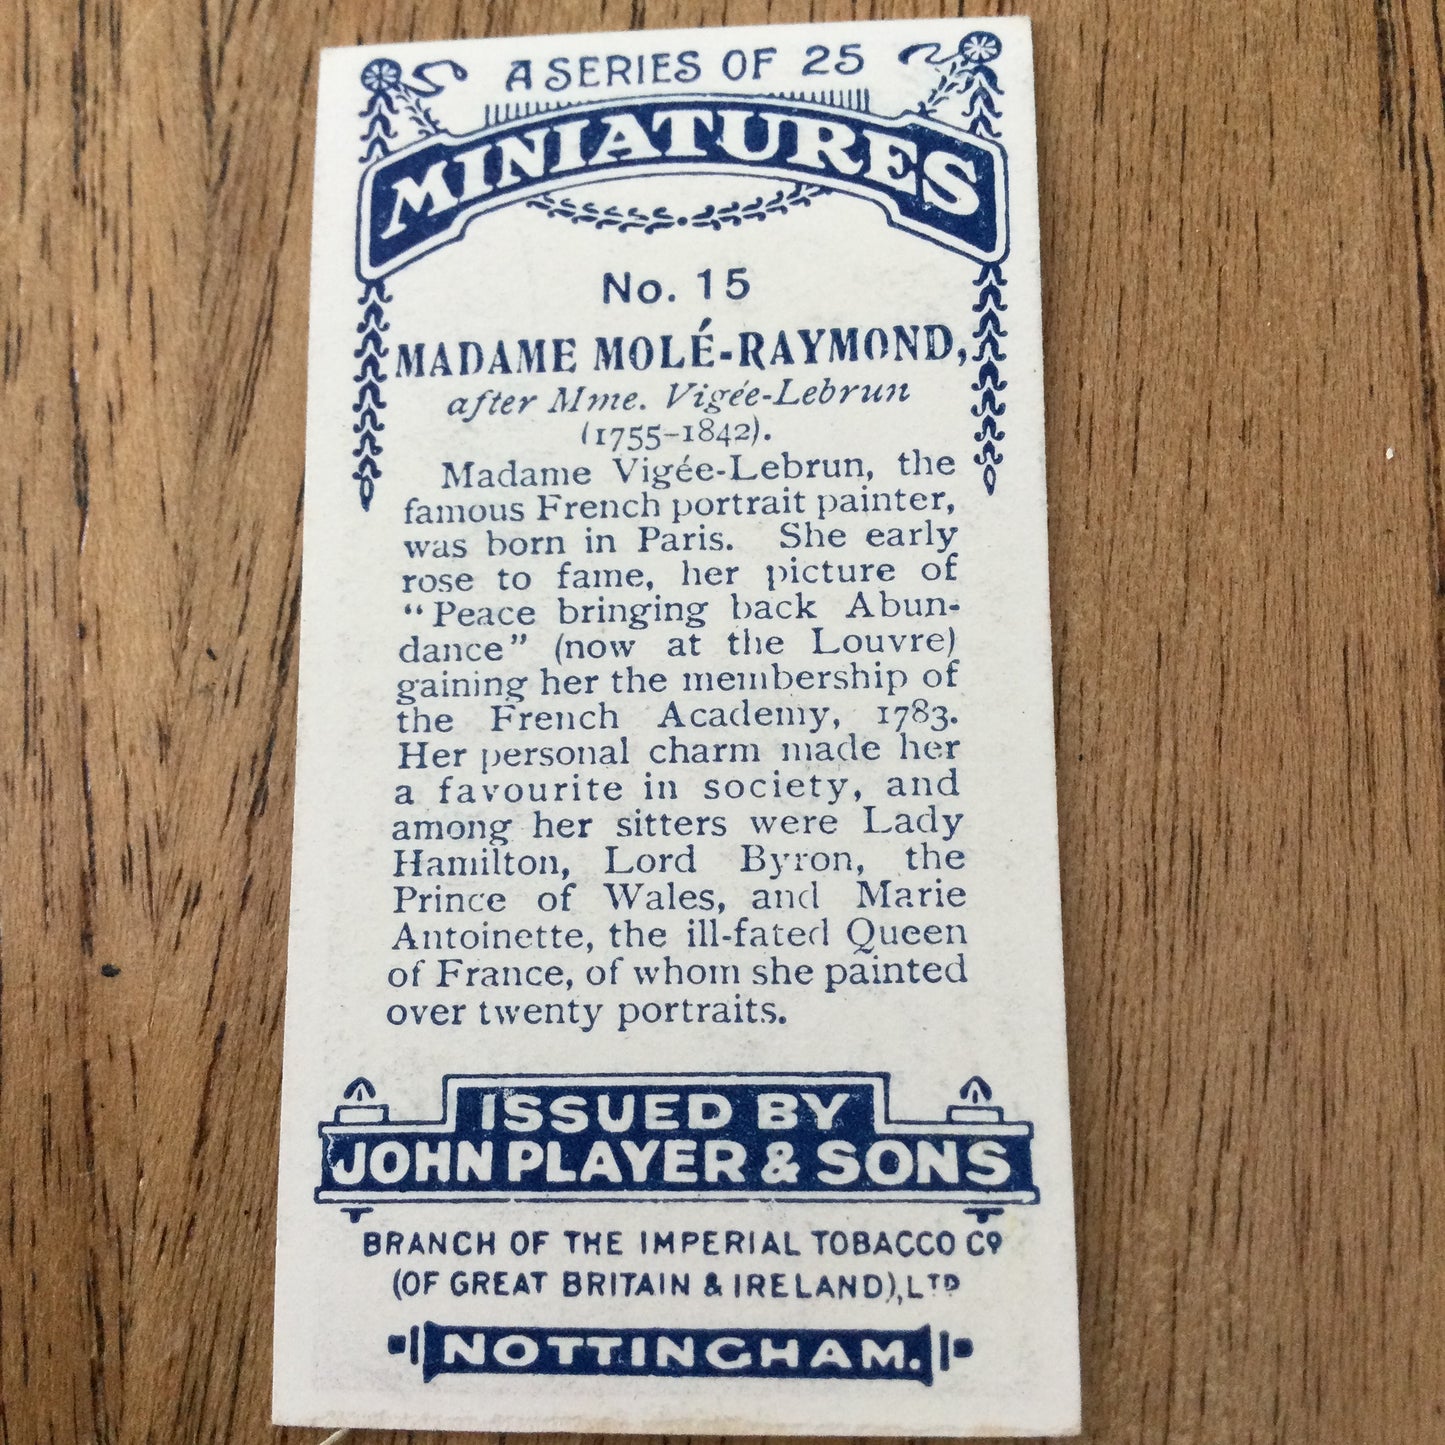 A SERIES OF 25
MINIATURES
No. 15
MADAME MOLÉ-RAYMOND,
after Mme. Vigée-Lebrun
(1755-1842).
Madame Vigée-Lebrun, the
famous French portrait painter,
was born in Paris. She early
rose to fame, her picture of
"Peace bringing back Abun-
dance" (now at the Louvre)
gaining her the membership of
the French Academy, 1783.
Her personal charm made her
a favourite in society, and
among her sitters were Lady
Hamilton, Lord Byron, the
Prince of Wales, and Marie
Antoinette, the ill-fated Queen
of France, of whom she painted
over twenty portraits.
ISSUED BY
JOHN PLAYER & SONS
BRANCH OF THE IMPERIAL TOBACCO Co
(OF GREAT BRITAIN & IRELAND), LTD
NOTTINGHAM.